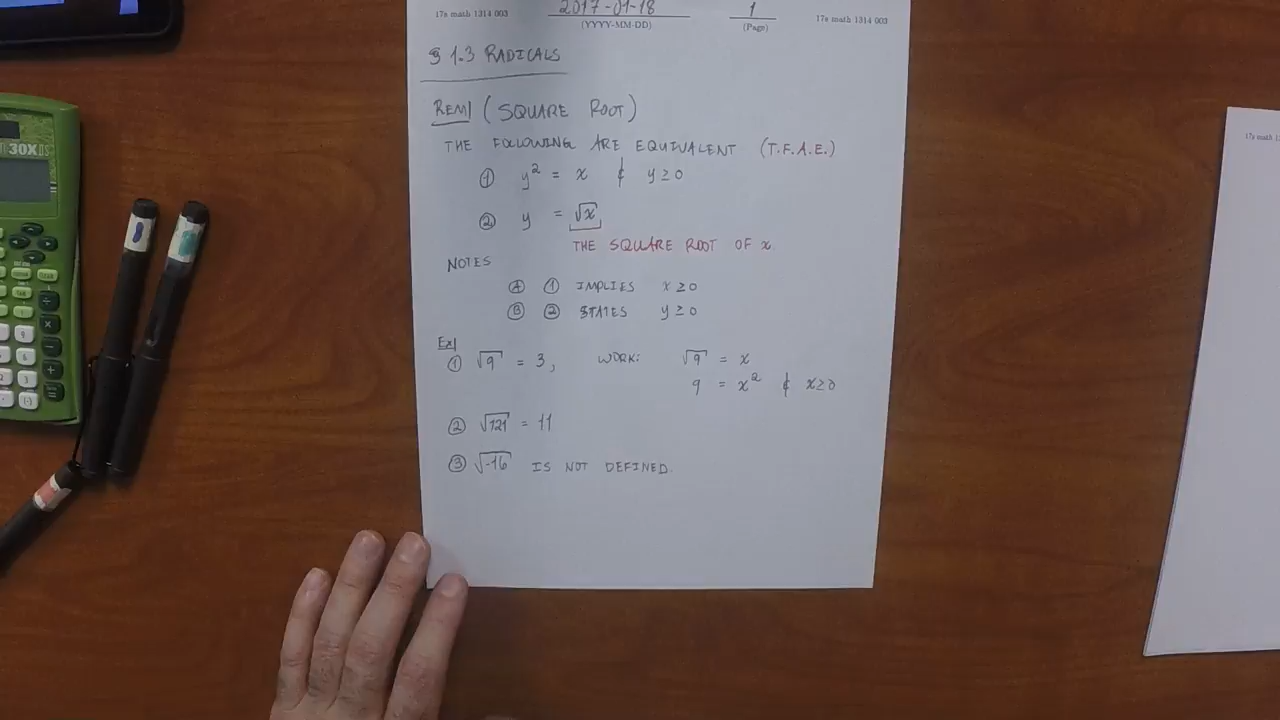 17s math 1314 003 2017-01-18 1 17s math 1314 003
(YYYY-MM-DD) (Page)
§ 1.3 RADICALS
REM (SQUARE ROOT)
THE FOLLOWING ARE EQUIVALENT (T.F.A.E.)
① y² = x & y ≥ 0
② y = √x
THE SQUARE ROOT OF x
NOTES
Ⓐ ① IMPLIES x ≥ 0
Ⓑ ② STATES y ≥ 0
Ex
① √9 = 3, WORK: √9 = x
9 = x² & x ≥ 0
② √121 = 11
③ √-16 IS NOT DEFINED.
30X IIS